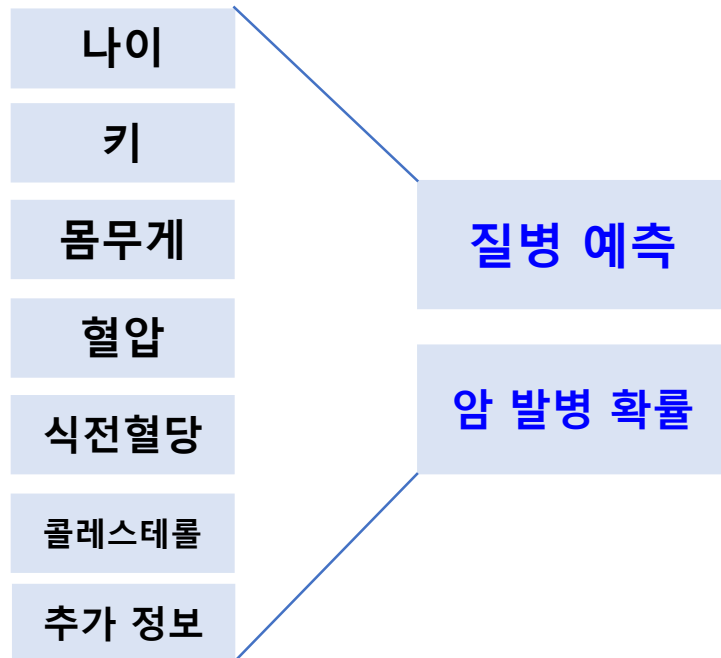 나이
키
몸무게
혈압
식전혈당
콜레스테롤
추가 정보
질병 예측
암 발병 확률